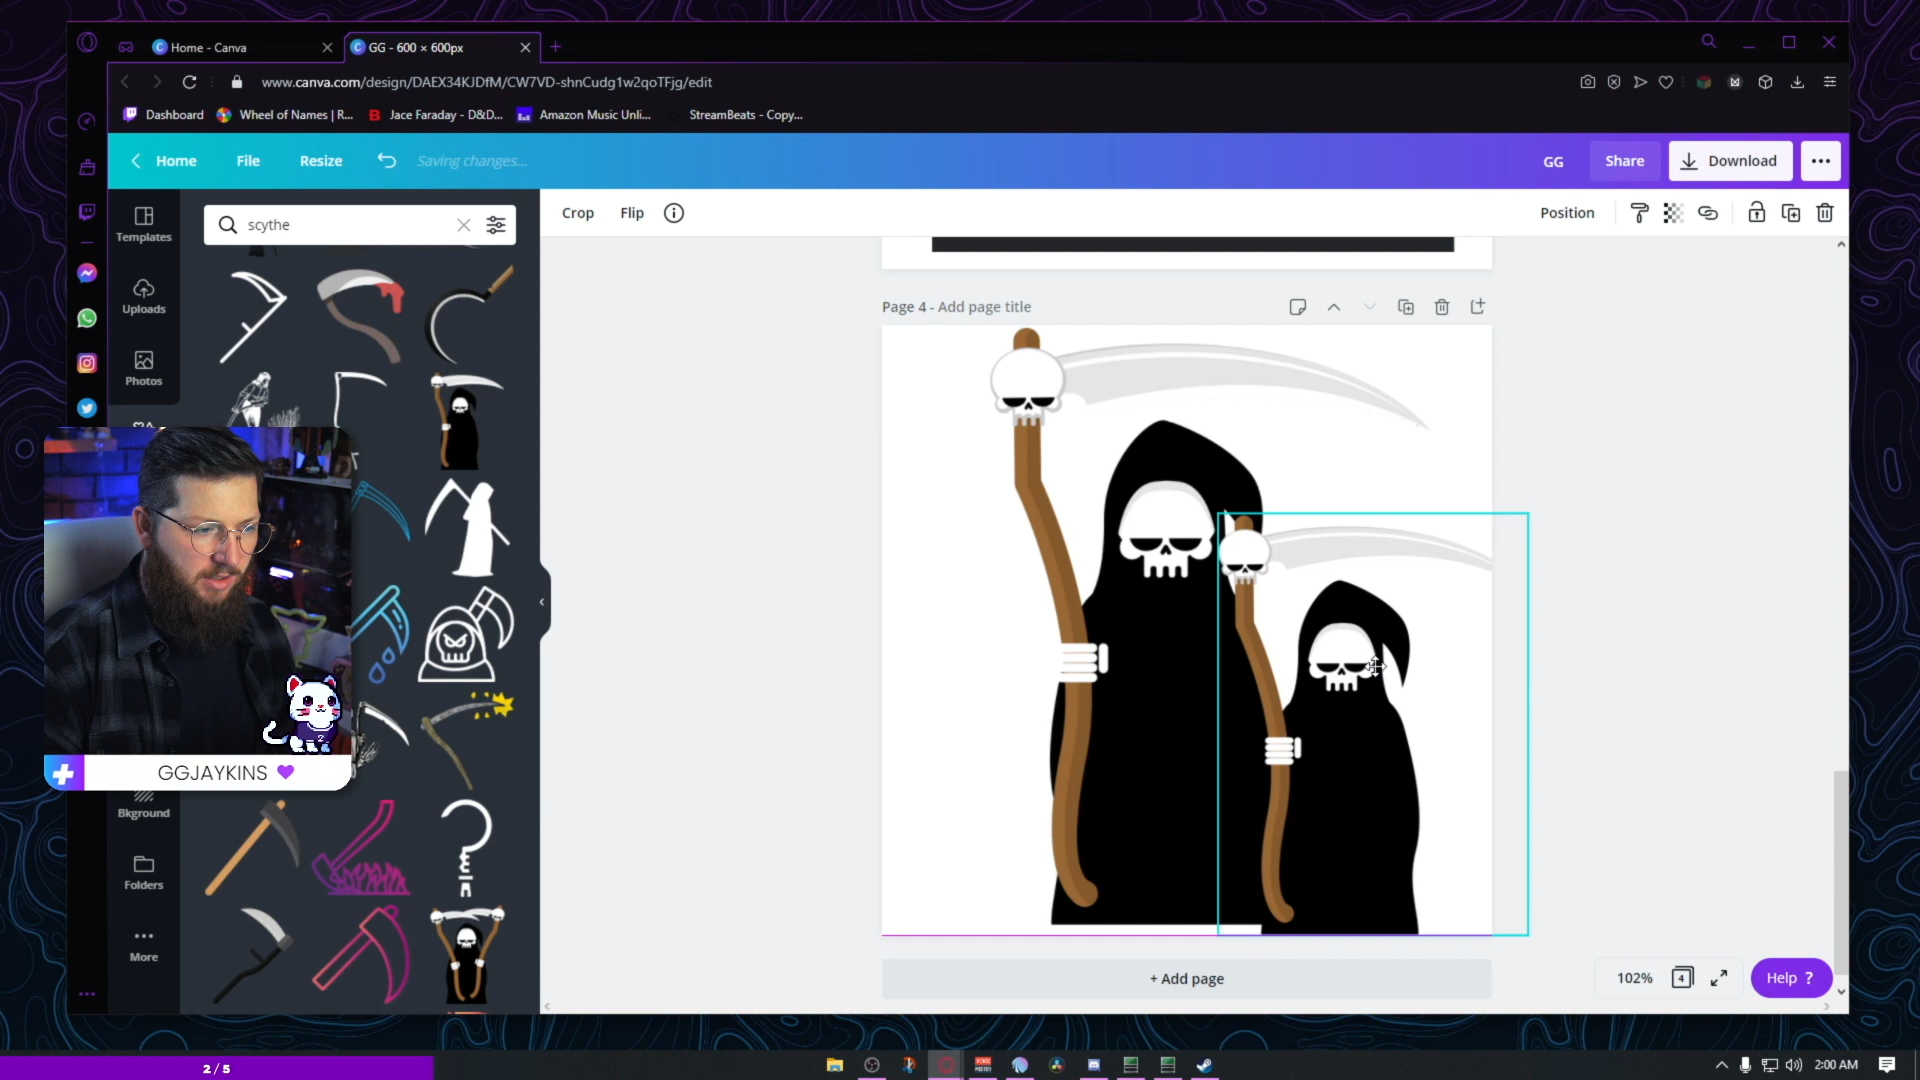 Home - Canva
GG - 600 × 600px
www.canva.com/design/DAEX34KJDfM/CW7VD-shnCudg1w2qoTFjg/edit
Dashboard
Wheel of Names | R...
Jace Faraday - D&D...
Amazon Music Unli...
StreamBeats - Copy...
Home
File
Resize
Saving changes...
GG
Share
Download
Templates
scythe
Crop
Flip
Position
Uploads
Page 4 - Add page title
Photos
GGJAYKINS
Bkground
Folders
More
+ Add page
102%
4
Help ?
2 / 5
2:00 AM